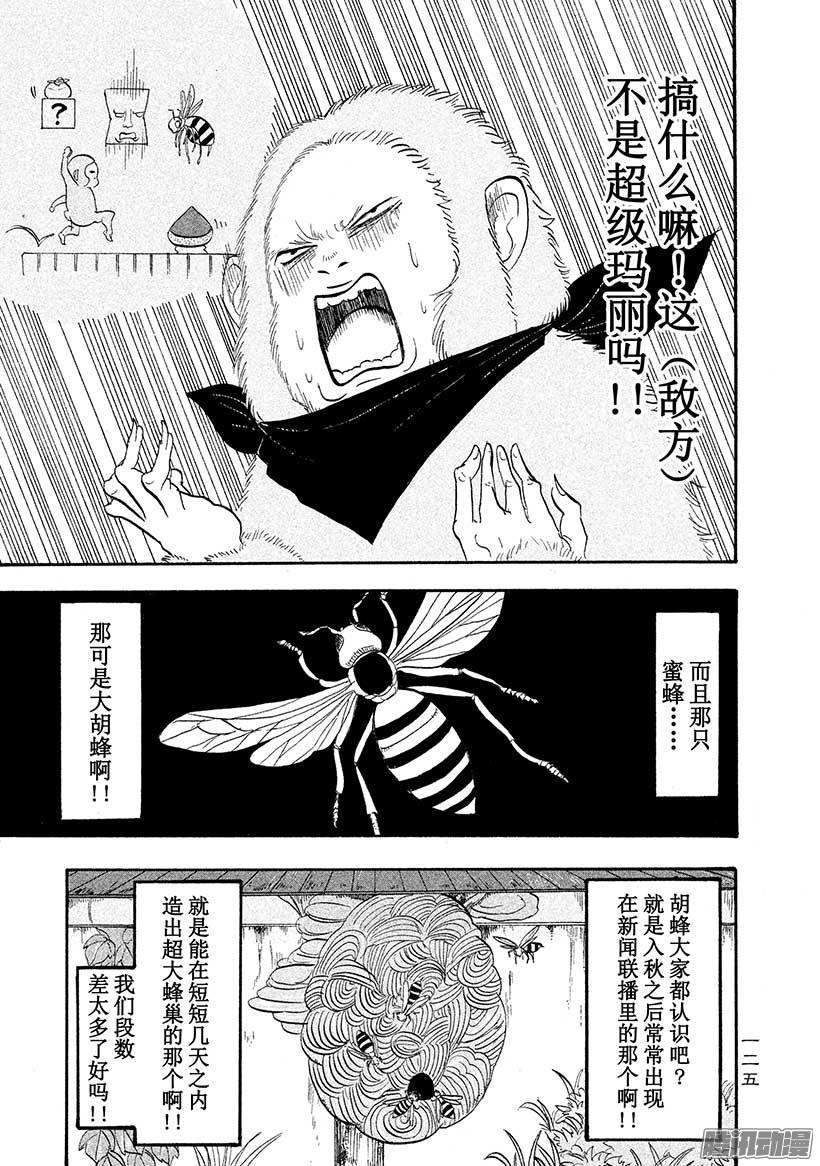 搞什么嘛！这（敌方）
不是超级玛丽吗！！
?
而且那只
蜜蜂……
那可是大胡蜂啊！！
胡蜂大家都认识吧？
就是入秋之后常常出现
在新闻联播里的那个啊！！
就是能在短短几天之内
造出超大蜂巢的那个啊！！
我们段数
差太多了好吗！！
一二五
腾讯动漫